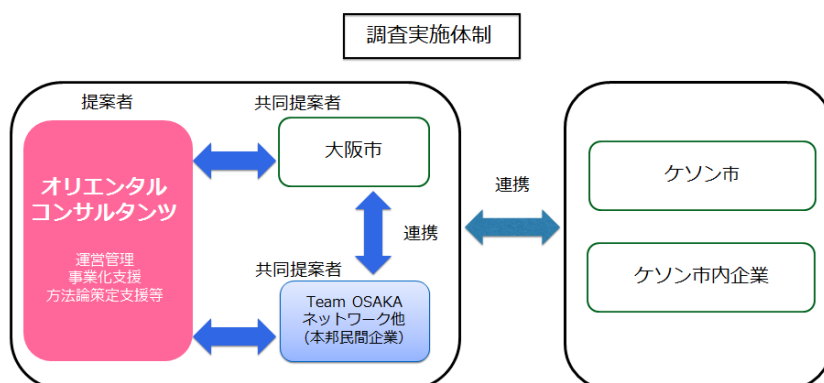 調査実施体制
提案者
共同提案者
オリエンタル
コンサルタンツ
運営管理
事業化支援
方法論策定支援等
大阪市
連携
共同提案者
Team OSAKA
ネットワーク他
（本邦民間企業）
連携
ケソン市
ケソン市内企業